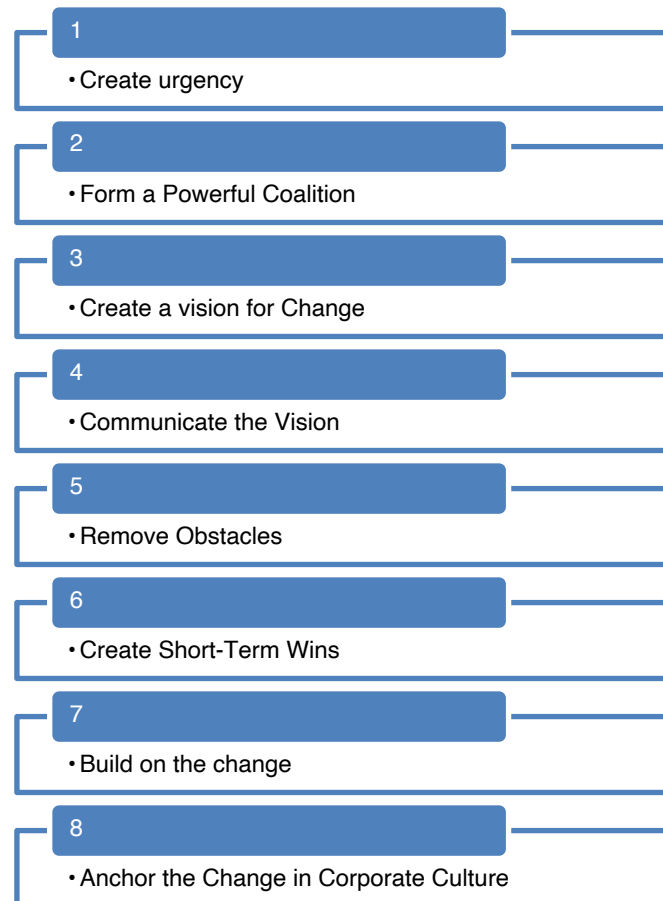 1
•Create urgency
2
•Form a Powerful Coalition
3
•Create a vision for Change
4
•Communicate the Vision
5
•Remove Obstacles
6
•Create Short-Term Wins
7
•Build on the change
8
•Anchor the Change in Corporate Culture